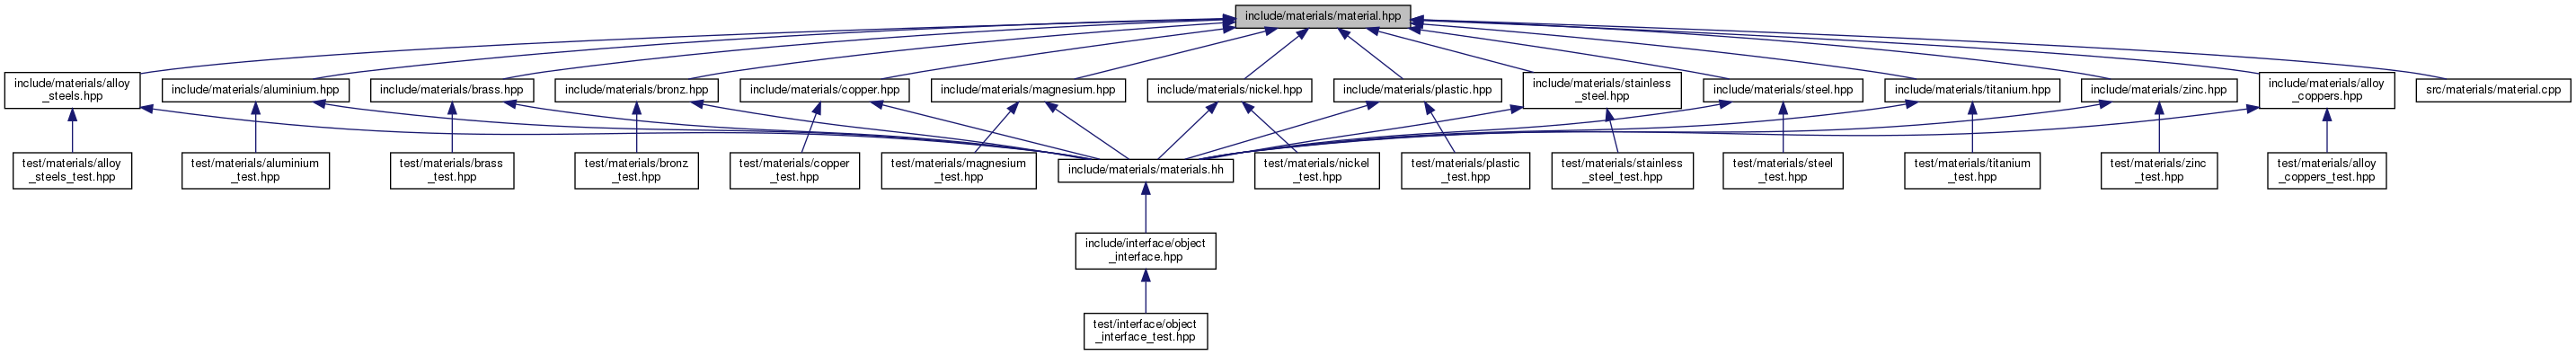 include/materials/material.hpp
include/materials/alloy
_steels.hpp
include/materials/aluminium.hpp
include/materials/brass.hpp
include/materials/bronz.hpp
include/materials/copper.hpp
include/materials/magnesium.hpp
include/materials/nickel.hpp
include/materials/plastic.hpp
include/materials/stainless
_steel.hpp
include/materials/steel.hpp
include/materials/titanium.hpp
include/materials/zinc.hpp
include/materials/alloy
_coppers.hpp
src/materials/material.cpp
test/materials/alloy
_steels_test.hpp
test/materials/aluminium
_test.hpp
test/materials/brass
_test.hpp
test/materials/bronz
_test.hpp
test/materials/copper
_test.hpp
test/materials/magnesium
_test.hpp
include/materials/materials.hh
test/materials/nickel
_test.hpp
test/materials/plastic
_test.hpp
test/materials/stainless
_steel_test.hpp
test/materials/steel
_test.hpp
test/materials/titanium
_test.hpp
test/materials/zinc
_test.hpp
test/materials/alloy
_coppers_test.hpp
include/interface/object
_interface.hpp
test/interface/object
_interface_test.hpp